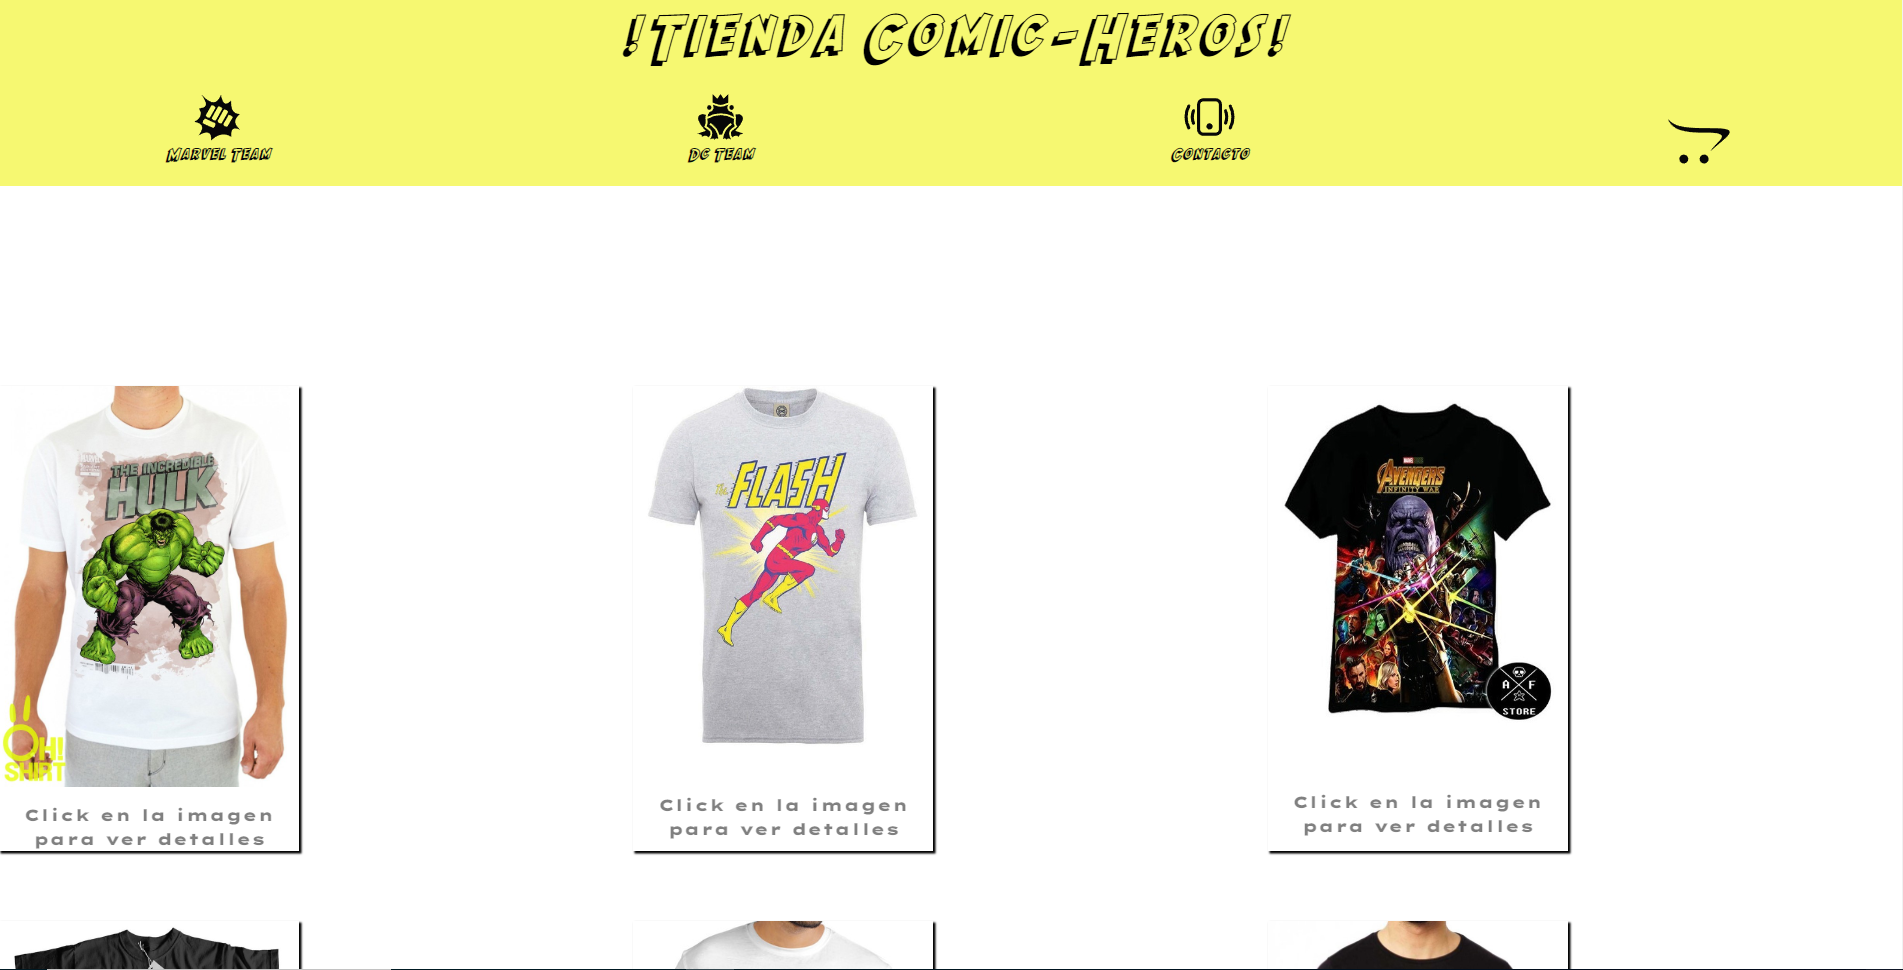 !Tienda Comic-Heros!
Marvel Team
DC Team
Contacto
THE INCREDIBLE
HULK
OH!
SHIRT
Click en la imagen
para ver detalles
The FLASH
Click en la imagen
para ver detalles
MARVEL
AVENGERS
INFINITY WAR
A F
STORE
Click en la imagen
para ver detalles